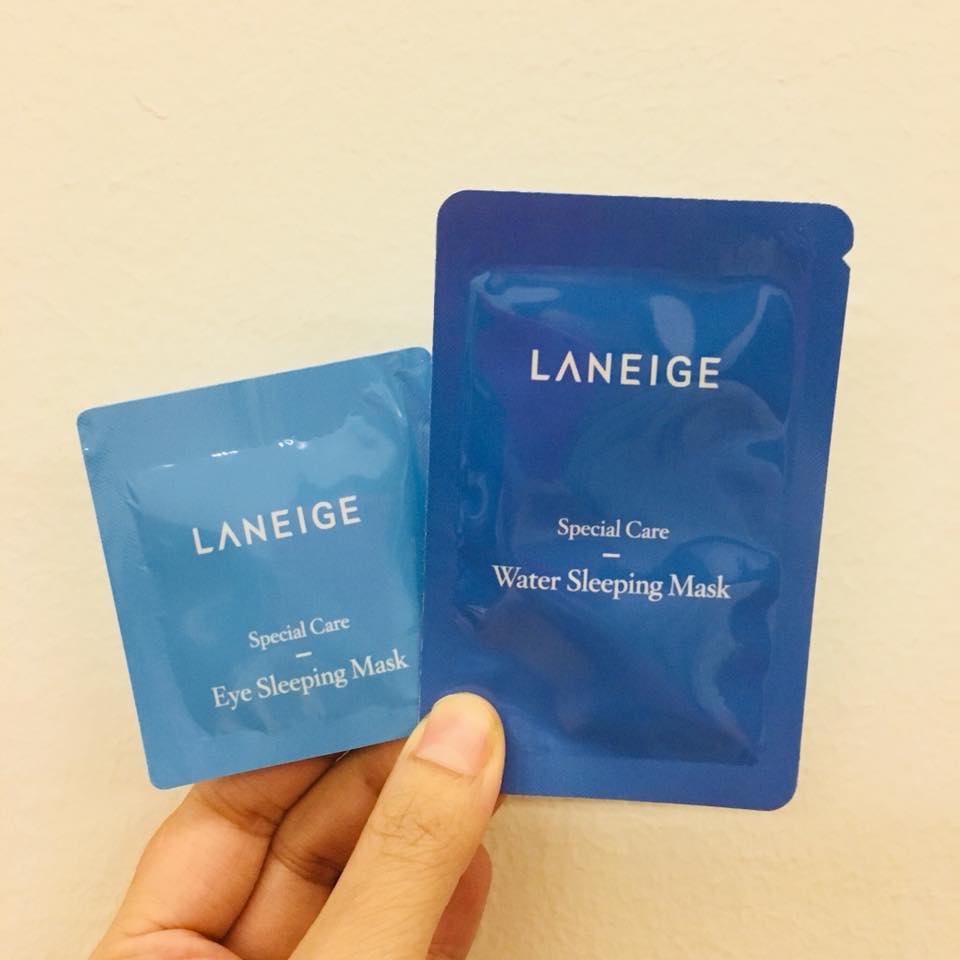 LANEIGE
Special Care
Eye Sleeping Mask
LANEIGE
Special Care
Water Sleeping Mask